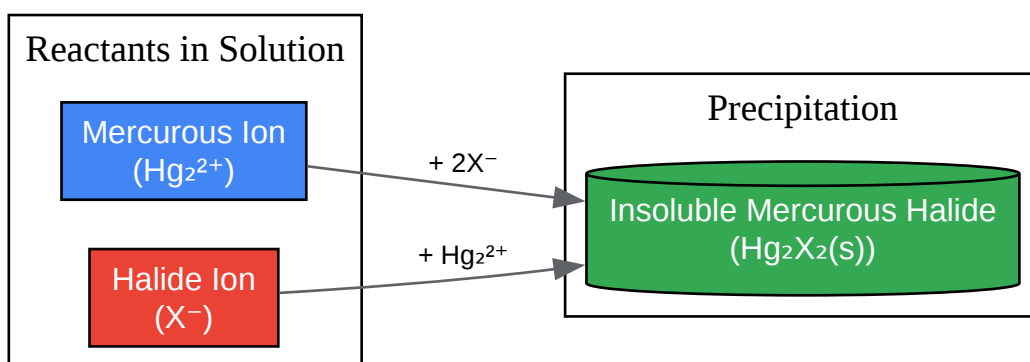 Reactants in Solution
Mercurous Ion
(Hg₂²⁺)
Halide Ion
(X⁻)
+ 2X⁻
+ Hg₂²⁺
Precipitation
Insoluble Mercurous Halide
(Hg₂X₂(s))